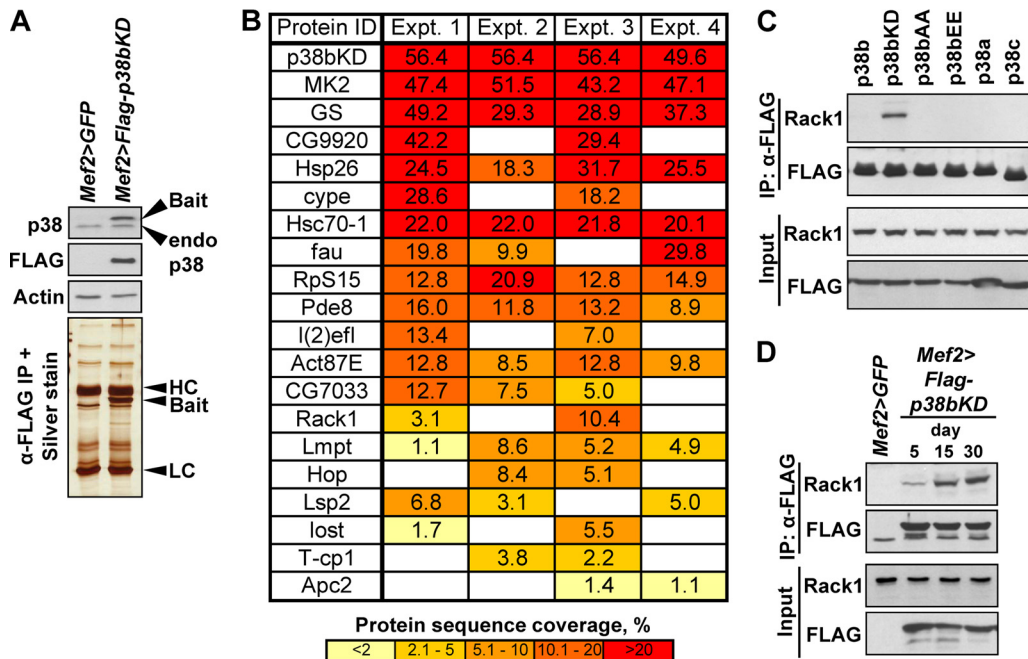 A
Mef2>GFP
Mef2>Flag-p38bKD
p38
Bait
endo
p38
FLAG
Actin
α-FLAG IP +
Silver stain
HC
Bait
LC
B
Protein ID Expt. 1 Expt. 2 Expt. 3 Expt. 4
p38bKD 56.4 56.4 56.4 49.6
MK2 47.4 51.5 43.2 47.1
GS 49.2 29.3 28.9 37.3
CG9920 42.2 29.4
Hsp26 24.5 18.3 31.7 25.5
cype 28.6 18.2
Hsc70-1 22.0 22.0 21.8 20.1
fau 19.8 9.9 29.8
RpS15 12.8 20.9 12.8 14.9
Pde8 16.0 11.8 13.2 8.9
l(2)efl 13.4 7.0
Act87E 12.8 8.5 12.8 9.8
CG7033 12.7 7.5 5.0
Rack1 3.1 10.4
Lmpt 1.1 8.6 5.2 4.9
Hop 8.4 5.1
Lsp2 6.8 3.1 5.0
lost 1.7 5.5
T-cp1 3.8 2.2
Apc2 1.4 1.1
Protein sequence coverage, %
<2 2.1 - 5 5.1 - 10 10.1 - 20 >20
C
p38b
p38bKD
p38bAA
p38bEE
p38a
p38c
IP: α-FLAG
Rack1
FLAG
Input
Rack1
FLAG
D
Mef2>GFP
Mef2>
Flag-
p38bKD
day
5 15 30
IP: α-FLAG
Rack1
FLAG
Input
Rack1
FLAG